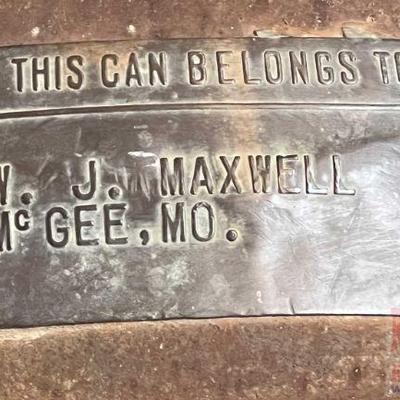 THIS CAN BELONGS T
W. J. MAXWELL
McGEE, MO.